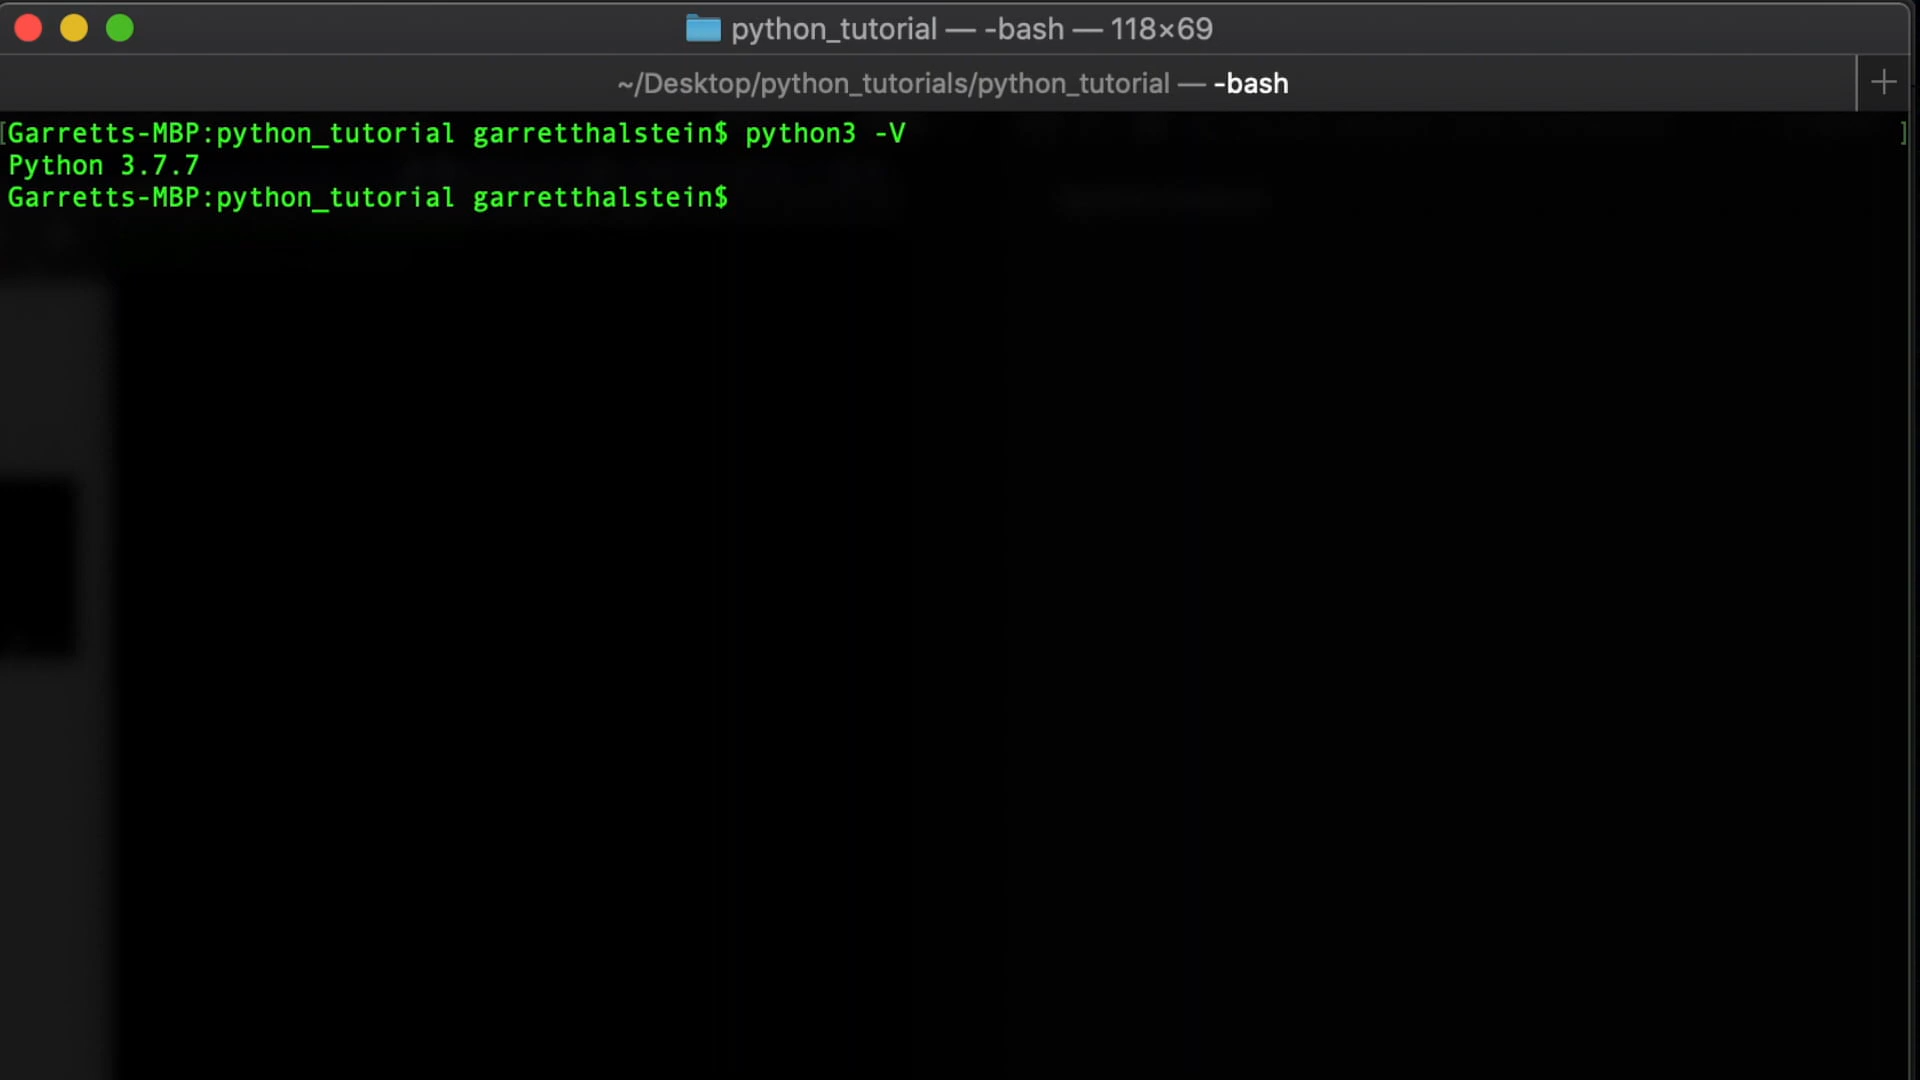 python_tutorial — -bash — 118×69
~/Desktop/python_tutorials/python_tutorial — -bash
[Garretts-MBP:python_tutorial garretthalstein$ python3 -V ]
Python 3.7.7
Garretts-MBP:python_tutorial garretthalstein$